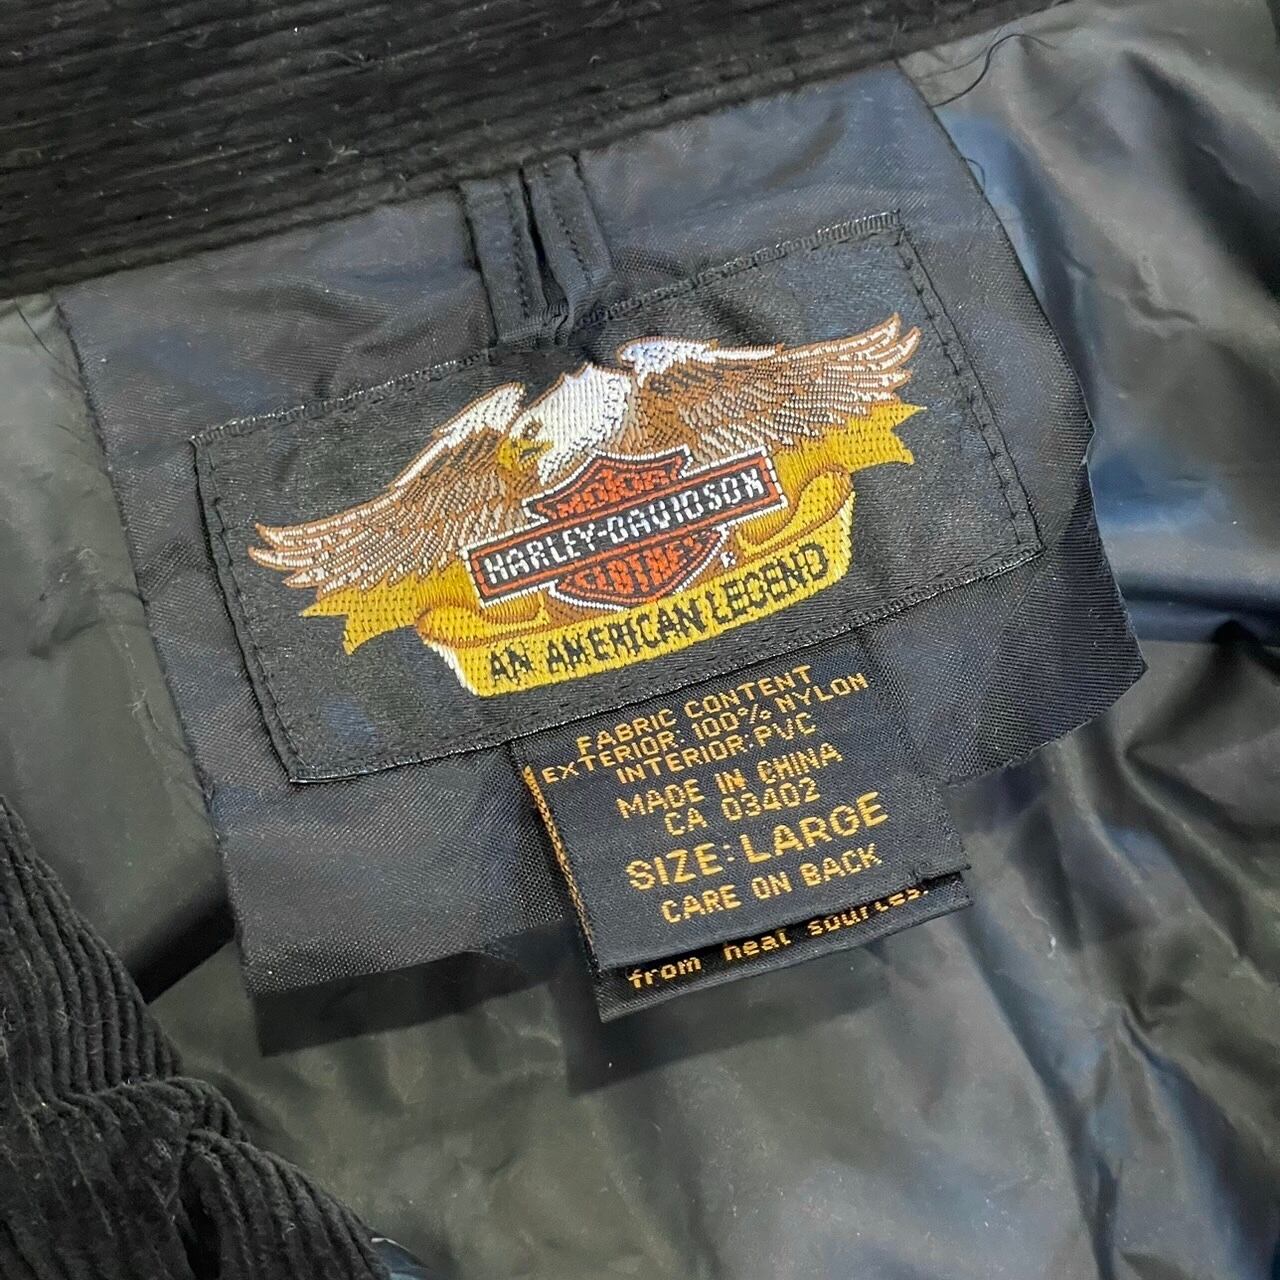 MOTOR
HARLEY-DAVIDSON
CLOTHES
AN AMERICAN LEGEND
FABRIC CONTENT
EXTERIOR: 100% NYLON
INTERIOR: PVC
MADE IN CHINA
CA 03402
SIZE: LARGE
CARE ON BACK
from heat sources.